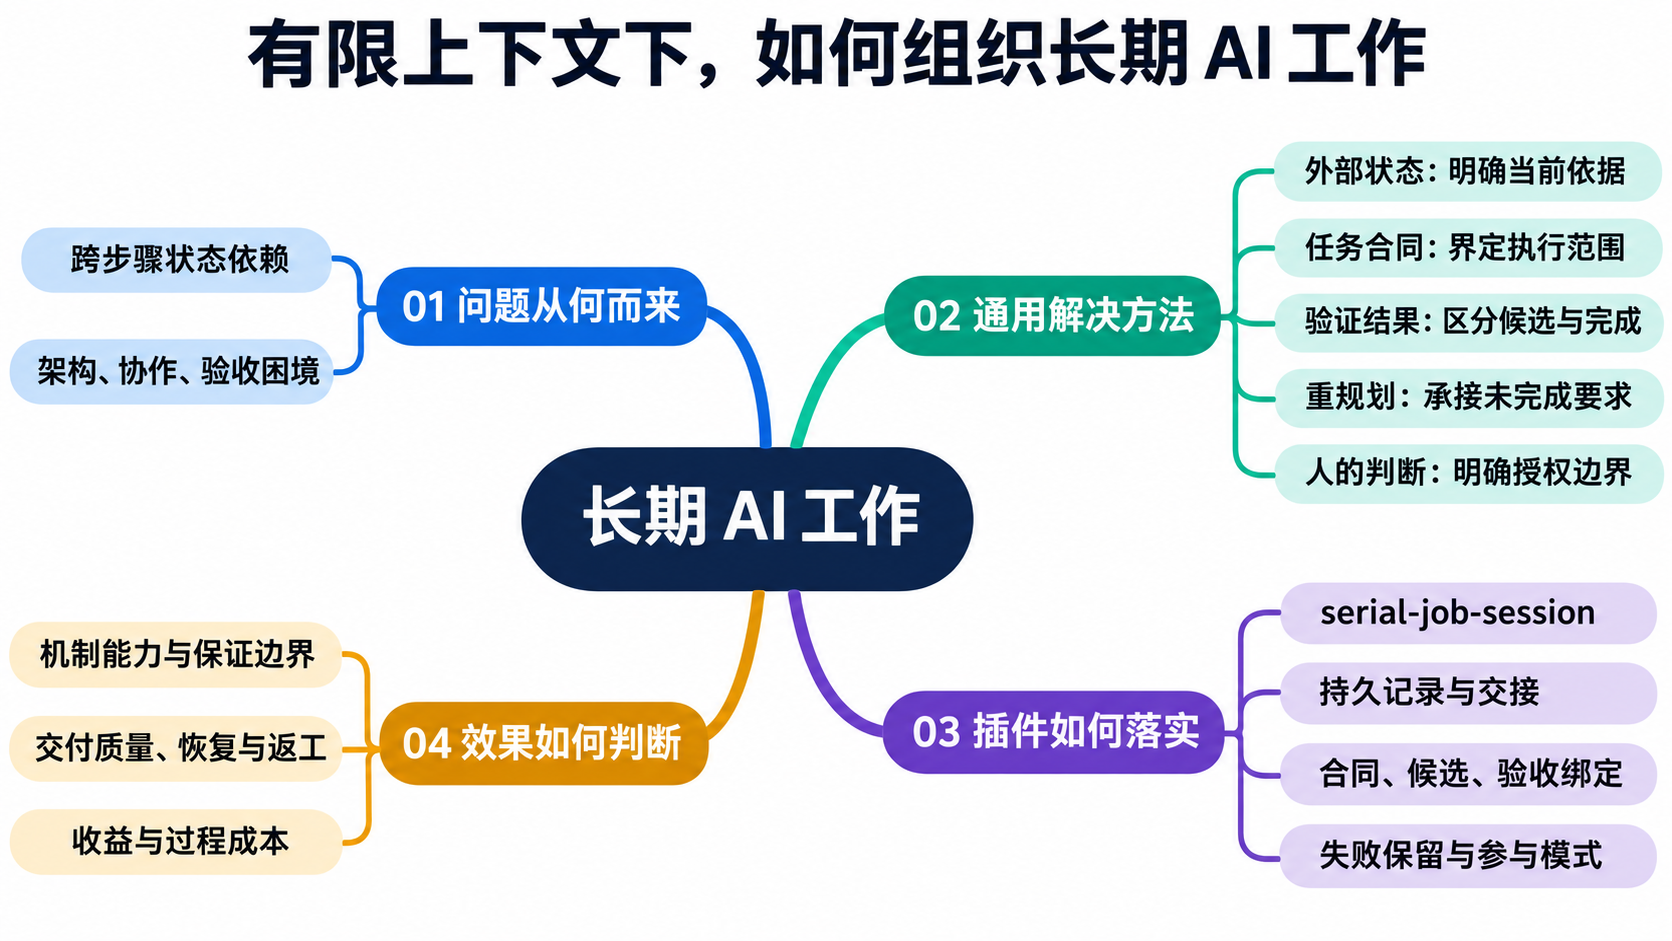 有限上下文下，如何组织长期 AI 工作
长期 AI 工作
01 问题从何而来
跨步骤状态依赖
架构、协作、验收困境
02 通用解决方法
外部状态：明确当前依据
任务合同：界定执行范围
验证结果：区分候选与完成
重规划：承接未完成要求
人的判断：明确授权边界
03 插件如何落实
serial-job-session
持久记录与交接
合同、候选、验收绑定
失败保留与参与模式
04 效果如何判断
机制能力与保证边界
交付质量、恢复与返工
收益与过程成本